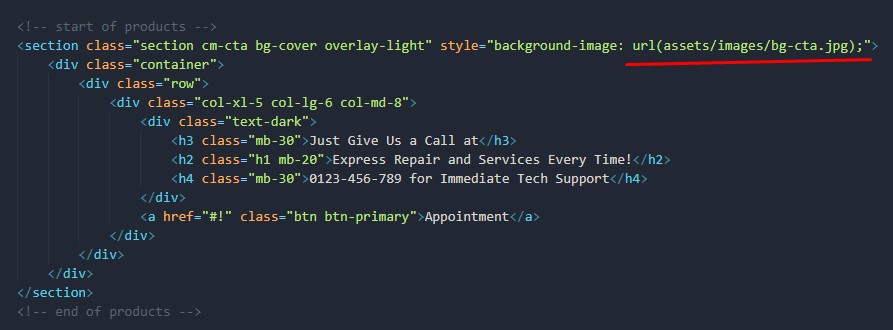 <!-- start of products -->
<section class="section cm-cta bg-cover overlay-light" style="background-image: url(assets/images/bg-cta.jpg);">
    <div class="container">
        <div class="row">
            <div class="col-xl-5 col-lg-6 col-md-8">
                <div class="text-dark">
                    <h3 class="mb-30">Just Give Us a Call at</h3>
                    <h2 class="h1 mb-20">Express Repair and Services Every Time!</h2>
                    <h4 class="mb-30">0123-456-789 for Immediate Tech Support</h4>
                </div>
                <a href="#!" class="btn btn-primary">Appointment</a>
            </div>
        </div>
    </div>
</section>
<!-- end of products -->